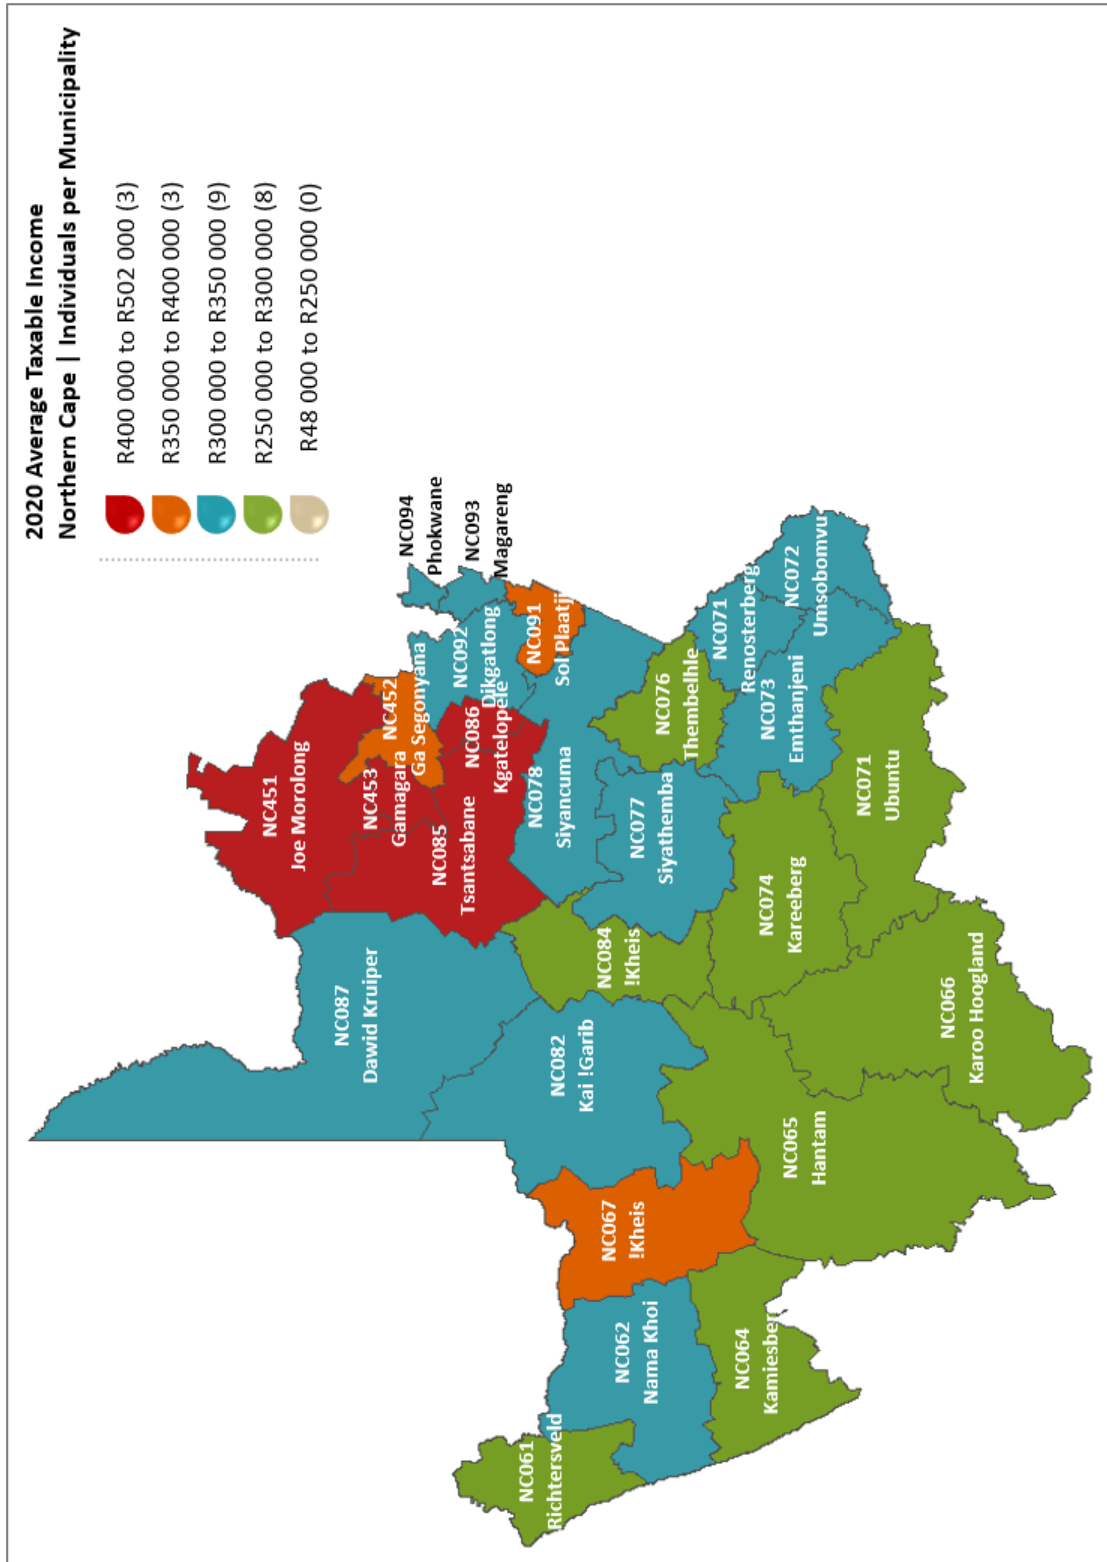 2020 Average Taxable Income
Northern Cape | Individuals per Municipality
R400 000 to R502 000 (3)
R350 000 to R400 000 (3)
R300 000 to R350 000 (9)
R250 000 to R300 000 (8)
R48 000 to R250 000 (0)
NC451
Joe Morolong
NC453
Gamagara
NC452
Ga Segonyana
NC094
Phokwane
NC093
Magareng
NC092
Dikgatlong
NC091
Sol Plaatji
NC086
Kgatelopele
NC085
Tsantsabane
NC087
Dawid Kruiper
NC078
Siyancuma
NC077
Siyathemba
NC076
Thembelhle
NC071
Renosterberg
NC072
Umsobomvu
NC073
Emthanjeni
NC071
Ubuntu
NC074
Kareeberg
NC084
!Kheis
NC082
Kai !Garib
NC066
Karoo Hoogland
NC065
Hantam
NC067
!Kheis
NC062
Nama Khoi
NC064
Kamiesber
NC061
Richtersveld